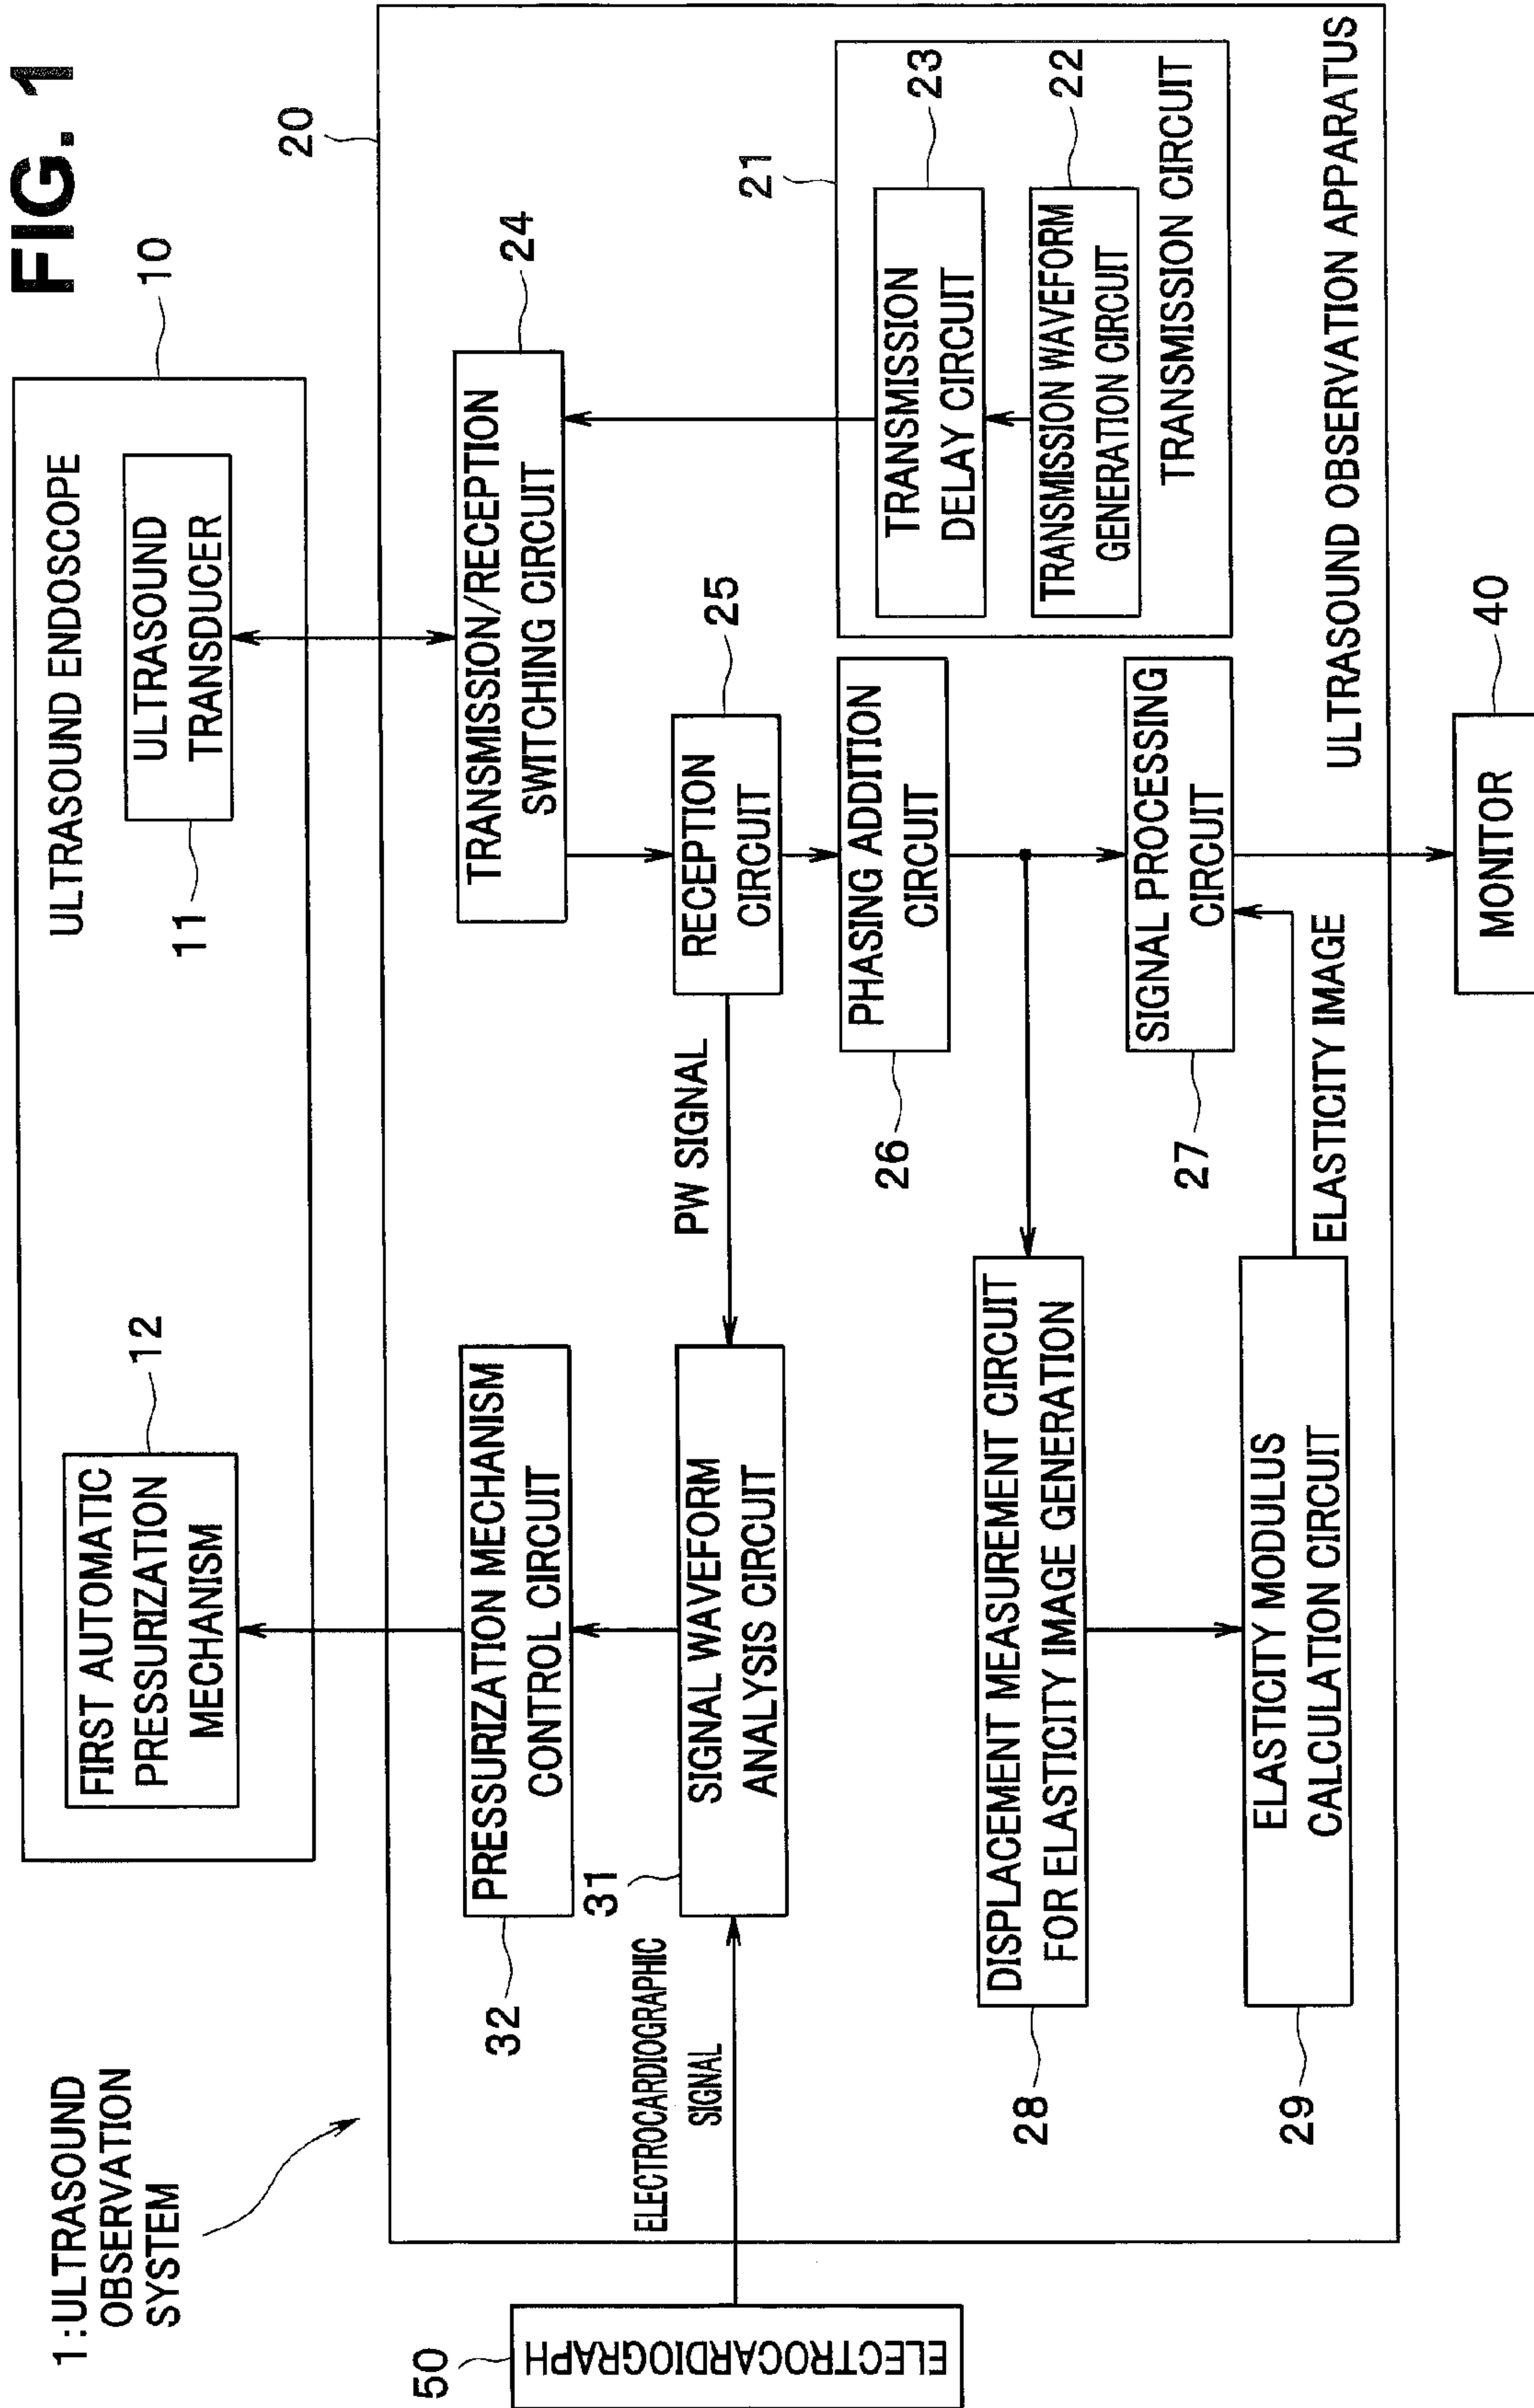 FIG. 1
1:ULTRASOUND
OBSERVATION
SYSTEM
10
ULTRASOUND ENDOSCOPE
12
FIRST AUTOMATIC
PRESSURIZATION
MECHANISM
11
ULTRASOUND
TRANSDUCER
20
32
PRESSURIZATION MECHANISM
CONTROL CIRCUIT
24
TRANSMISSION/RECEPTION
SWITCHING CIRCUIT
50
ELECTROCARDIOGRAPH
ELECTROCARDIOGRAPHIC
SIGNAL
31
SIGNAL WAVEFORM
ANALYSIS CIRCUIT
PW SIGNAL
25
RECEPTION
CIRCUIT
21
23
TRANSMISSION
DELAY CIRCUIT
22
TRANSMISSION WAVEFORM
GENERATION CIRCUIT
TRANSMISSION CIRCUIT
26
PHASING ADDITION
CIRCUIT
28
DISPLACEMENT MEASUREMENT CIRCUIT
FOR ELASTICITY IMAGE GENERATION
27
SIGNAL PROCESSING
CIRCUIT
29
ELASTICITY MODULUS
CALCULATION CIRCUIT
ELASTICITY IMAGE
ULTRASOUND OBSERVATION APPARATUS
40
MONITOR